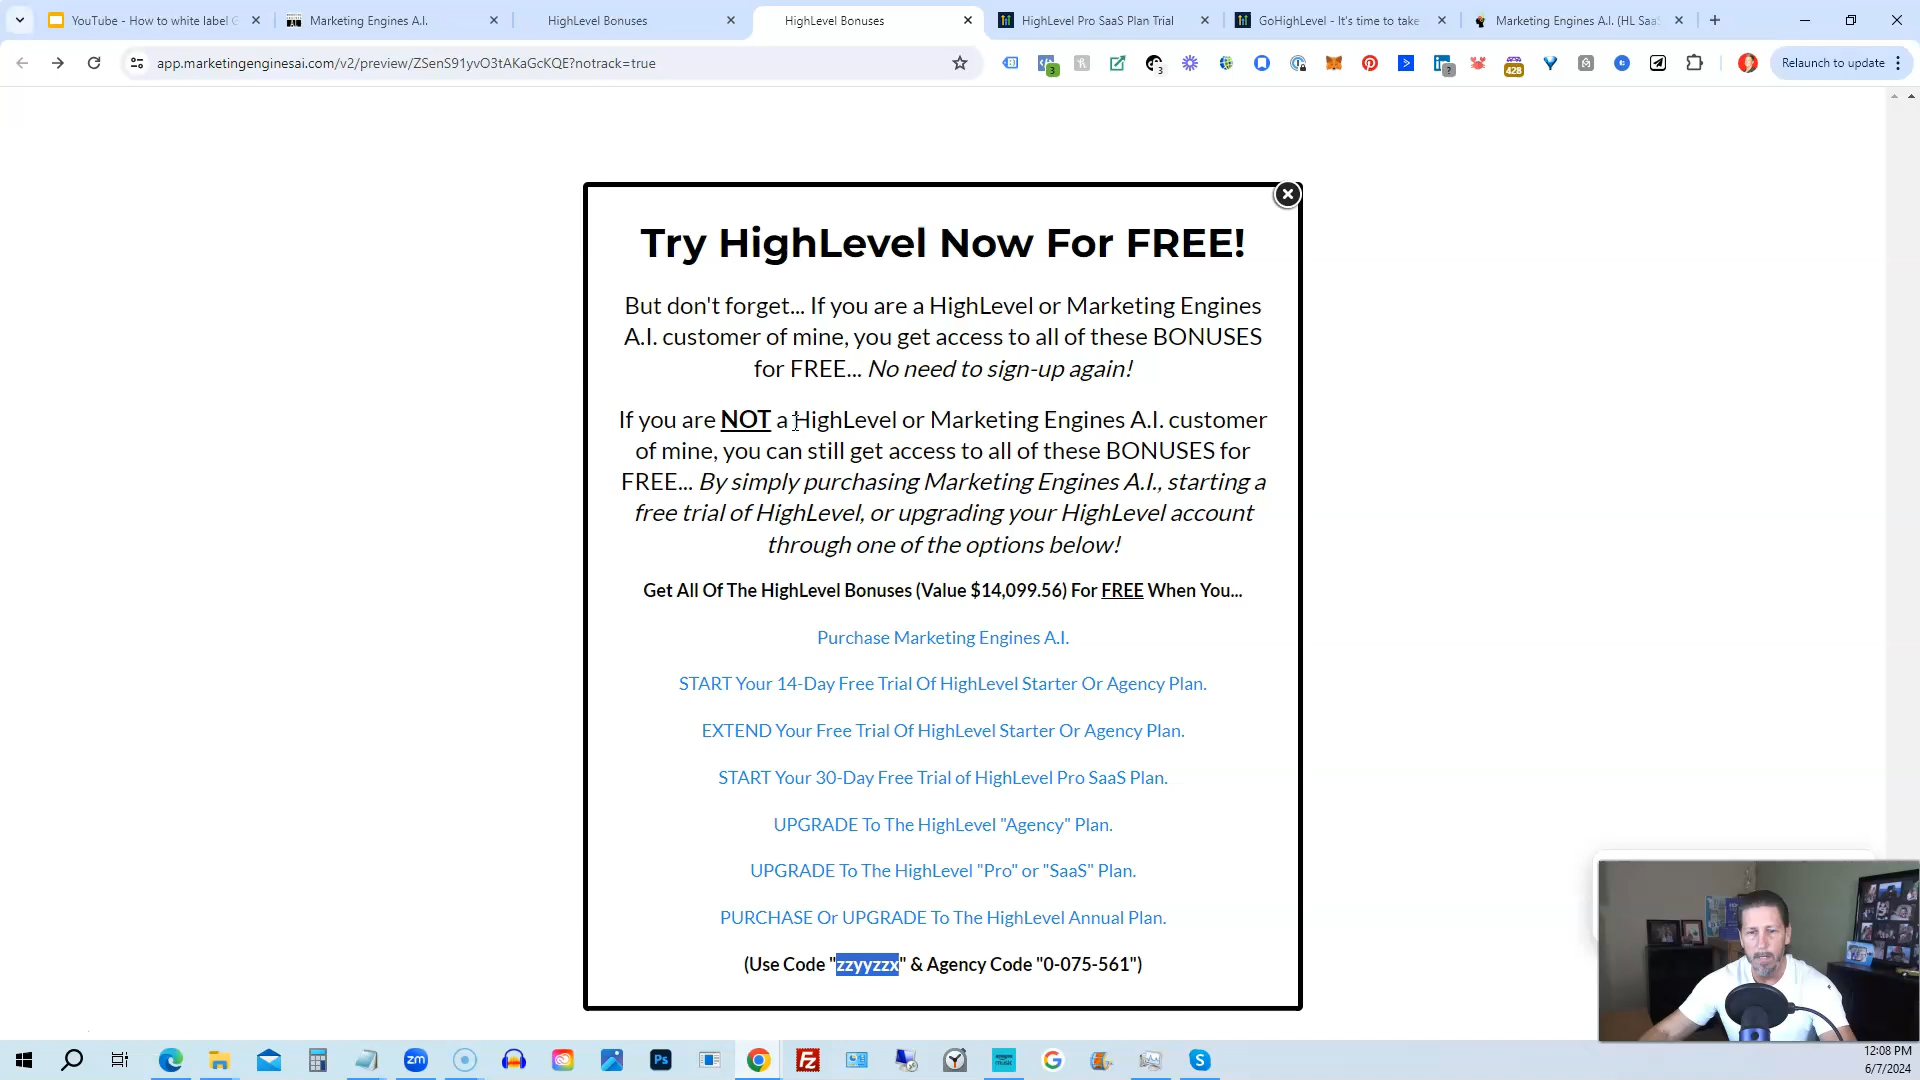 YouTube - How to white label G
Marketing Engines A.I.
HighLevel Bonuses
HighLevel Bonuses
HighLevel Pro SaaS Plan Trial
GoHighLevel - It's time to take
Marketing Engines A.I. (HL SaaS
app.marketingenginesai.com/v2/preview/ZSenS91yvO3tAKaGcKQE?notrack=true
3
3
?
428
Relaunch to update
Try HighLevel Now For FREE!
But don't forget... If you are a HighLevel or Marketing Engines
A.I. customer of mine, you get access to all of these BONUSES
for FREE... No need to sign-up again!
If you are NOT a HighLevel or Marketing Engines A.I. customer
of mine, you can still get access to all of these BONUSES for
FREE... By simply purchasing Marketing Engines A.I., starting a
free trial of HighLevel, or upgrading your HighLevel account
through one of the options below!
Get All Of The HighLevel Bonuses (Value $14,099.56) For FREE When You...
Purchase Marketing Engines A.I.
START Your 14-Day Free Trial Of HighLevel Starter Or Agency Plan.
EXTEND Your Free Trial Of HighLevel Starter Or Agency Plan.
START Your 30-Day Free Trial of HighLevel Pro SaaS Plan.
UPGRADE To The HighLevel "Agency" Plan.
UPGRADE To The HighLevel "Pro" or "SaaS" Plan.
PURCHASE Or UPGRADE To The HighLevel Annual Plan.
(Use Code "zzyyzzx" & Agency Code "0-075-561")
zm
Ps
Fz
amazon music
G
S
12:08 PM
6/7/2024